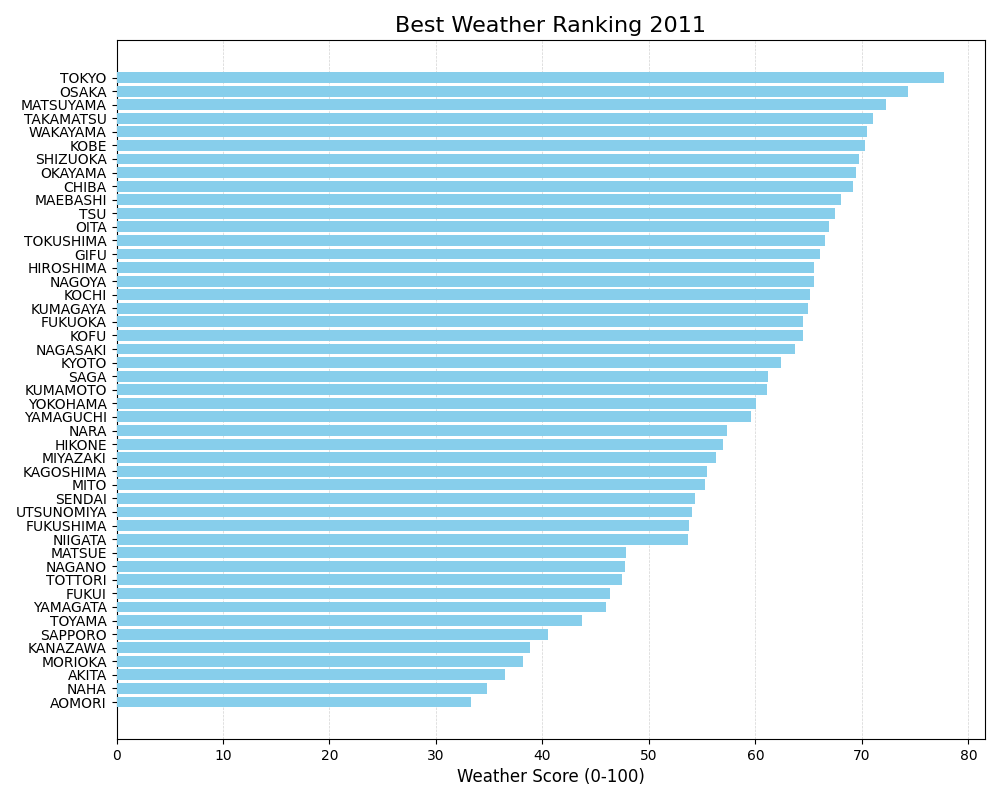 Best Weather Ranking 2011
TOKYO
OSAKA
MATSUYAMA
TAKAMATSU
WAKAYAMA
KOBE
SHIZUOKA
OKAYAMA
CHIBA
MAEBASHI
TSU
OITA
TOKUSHIMA
GIFU
HIROSHIMA
NAGOYA
KOCHI
KUMAGAYA
FUKUOKA
KOFU
NAGASAKI
KYOTO
SAGA
KUMAMOTO
YOKOHAMA
YAMAGUCHI
NARA
HIKONE
MIYAZAKI
KAGOSHIMA
MITO
SENDAI
UTSUNOMIYA
FUKUSHIMA
NIIGATA
MATSUE
NAGANO
TOTTORI
FUKUI
YAMAGATA
TOYAMA
SAPPORO
KANAZAWA
MORIOKA
AKITA
NAHA
AOMORI
0 10 20 30 40 50 60 70 80
Weather Score (0-100)